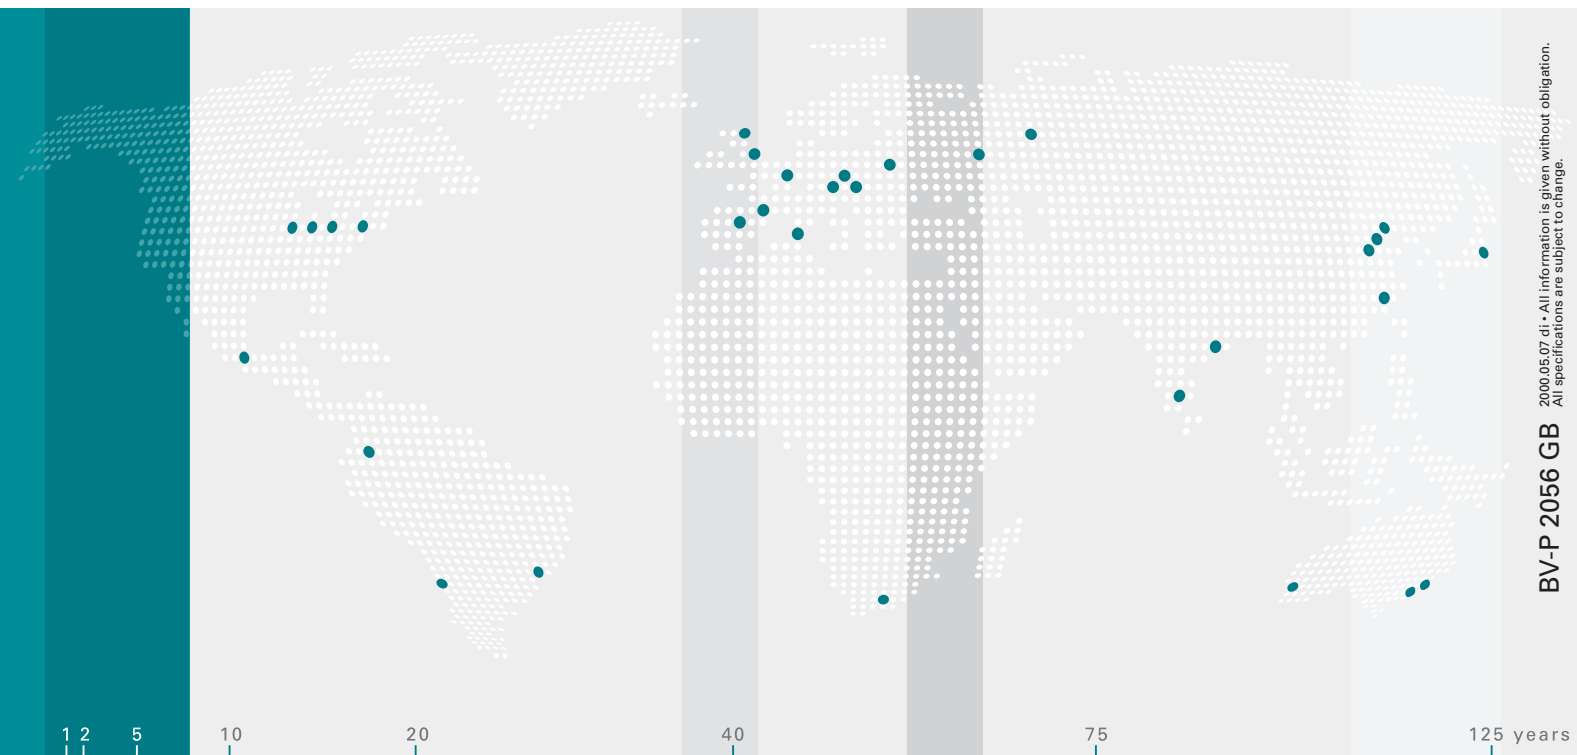 2000.05.07 di • All information is given without obligation.
All specifications are subject to change.
BV-P 2056 GB
1 2 5 10 20 40 75 125 years